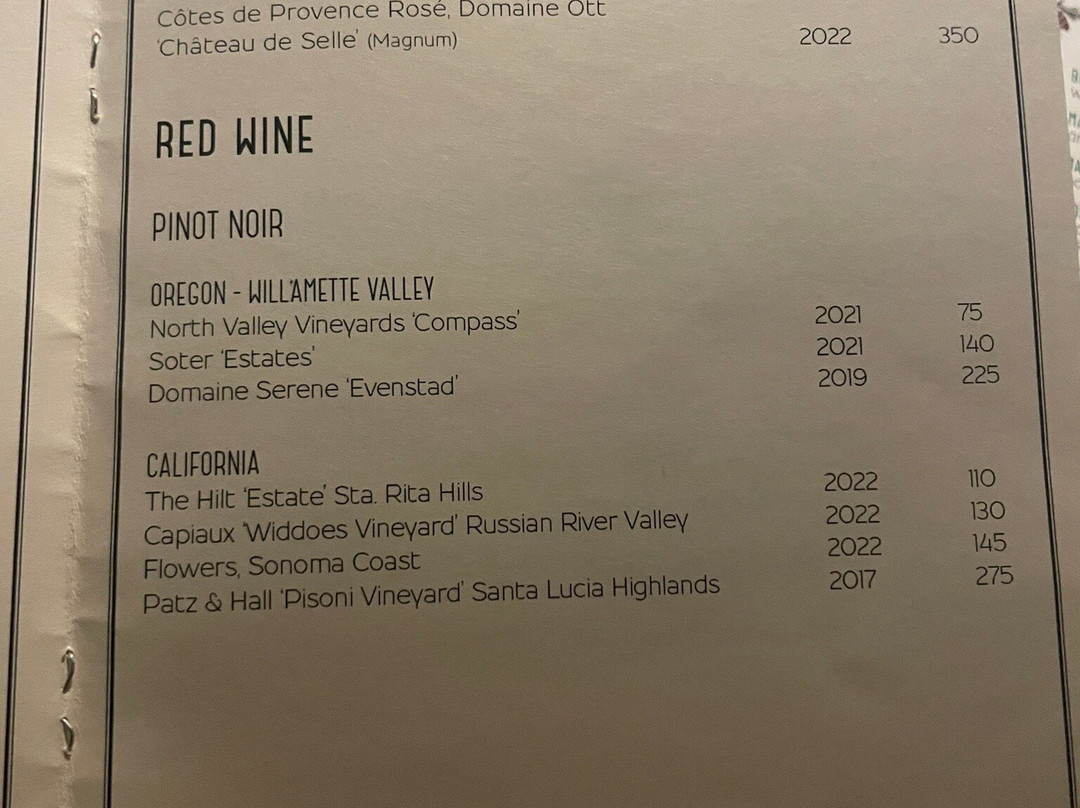 Côtes de Provence Rosé, Domaine Ott
‘Château de Selle’ (Magnum) 2022 350
RED WINE
PINOT NOIR
OREGON - WILLAMETTE VALLEY
North Valley Vineyards ‘Compass’ 2021 75
Soter ‘Estates’ 2021 140
Domaine Serene ‘Evenstad’ 2019 225
CALIFORNIA
The Hilt ‘Estate’ Sta. Rita Hills 2022 110
Capiaux ‘Widdoes Vineyard’ Russian River Valley 2022 130
Flowers, Sonoma Coast 2022 145
Patz & Hall ‘Pisoni Vineyard’ Santa Lucia Highlands 2017 275